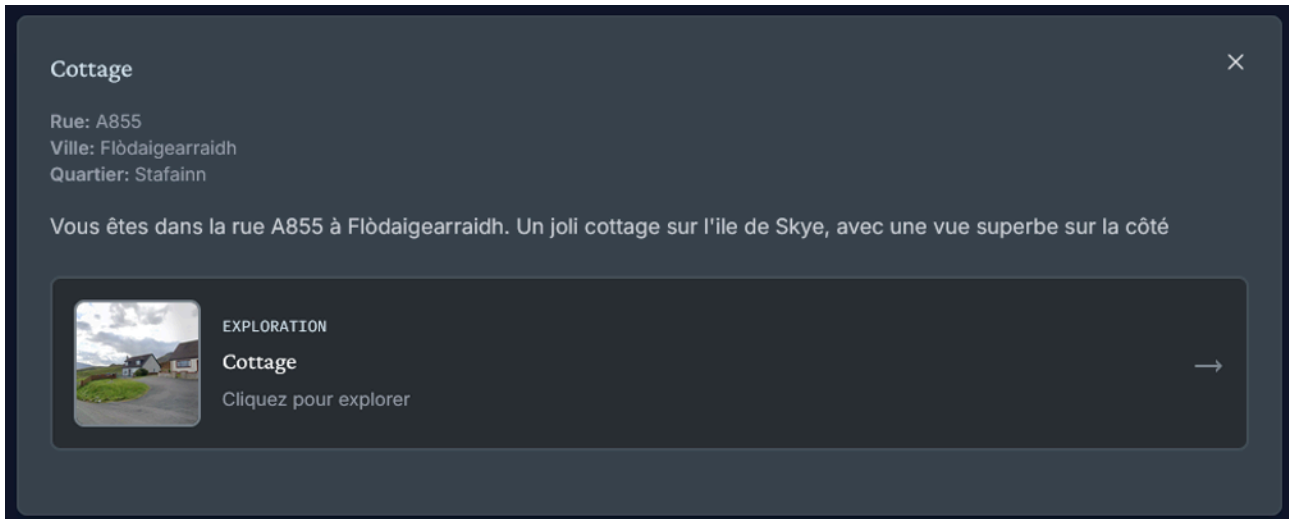 Cottage
Rue: A855
Ville: Flòdaigearraidh
Quartier: Stafainn
Vous êtes dans la rue A855 à Flòdaigearraidh. Un joli cottage sur l'ile de Skye, avec une vue superbe sur la côté
EXPLORATION
Cottage
Cliquez pour explorer